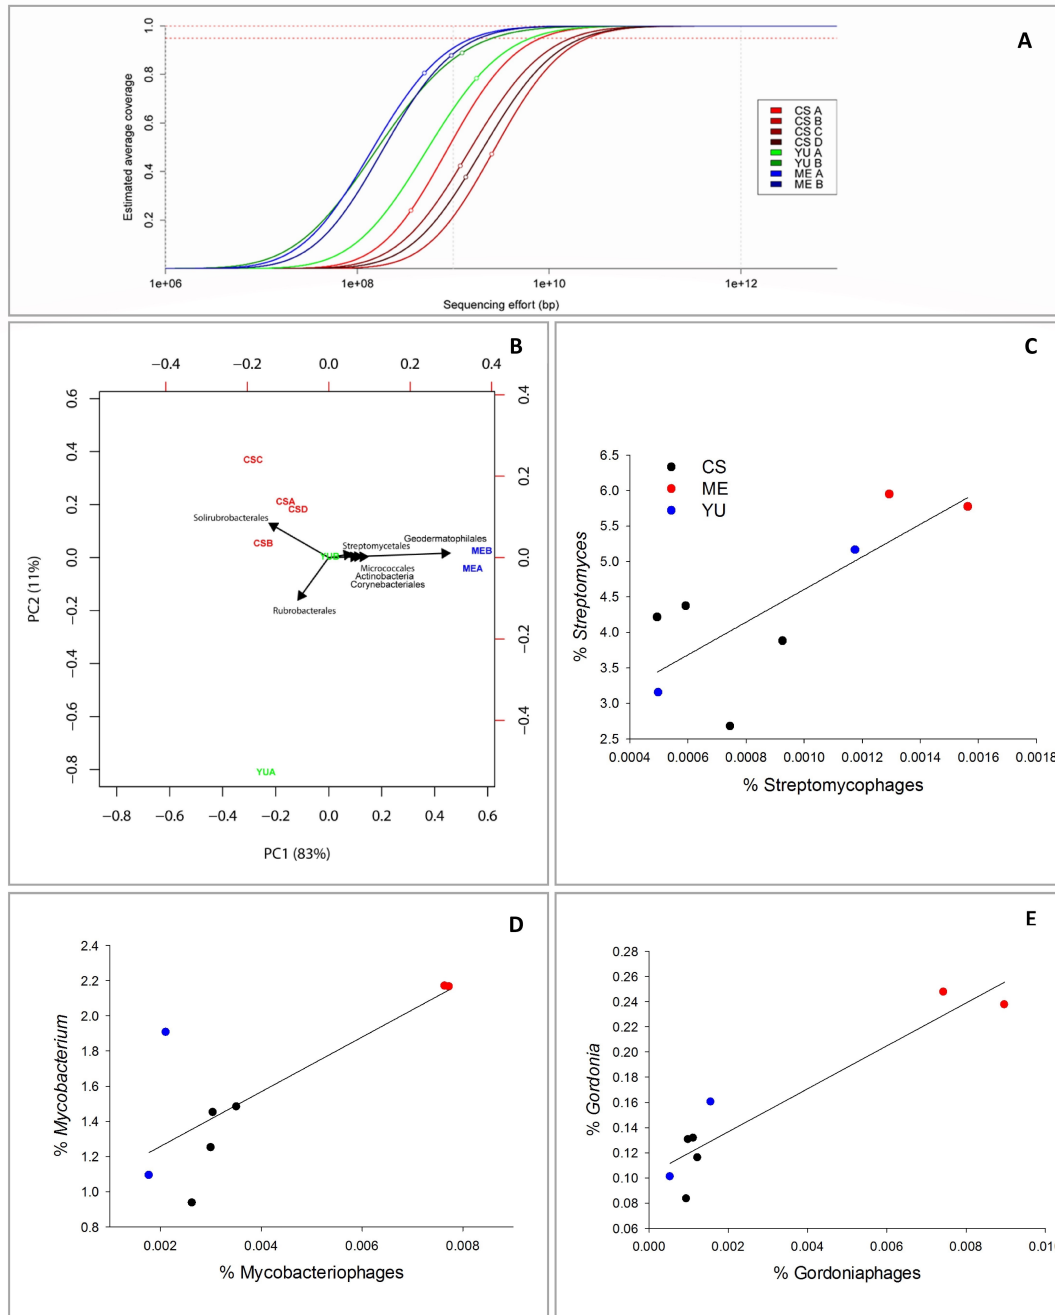 A
Estimated average coverage
1.0
0.8
0.6
0.4
0.2
1e+06 1e+08 1e+10 1e+12
Sequencing effort (bp)
CS A
CS B
CS C
CS D
YU A
YU B
ME A
ME B
B
−0.4 −0.2 0.0 0.2 0.4
0.6
0.4
0.2
0.0
−0.2
−0.4
−0.6
−0.8
0.4
0.2
0.0
−0.2
−0.4
PC2 (11%)
CSC
CSA
CSD
Solirubrobacterales
CSB
YUB
Streptomycetales
Geodermatophilales
MEB
MEA
Micrococcales
Actinobacteria
Corynebacteriales
Rubrobacterales
YUA
−0.8 −0.6 −0.4 −0.2 0.0 0.2 0.4 0.6
PC1 (83%)
C
CS
ME
YU
% Streptomyces
6.5
6.0
5.5
5.0
4.5
4.0
3.5
3.0
2.5
0.0004 0.0006 0.0008 0.0010 0.0012 0.0014 0.0016 0.0018
% Streptomycophages
D
% Mycobacterium
2.4
2.2
2.0
1.8
1.6
1.4
1.2
1.0
0.8
0.002 0.004 0.006 0.008
% Mycobacteriophages
E
% Gordonia
0.28
0.26
0.24
0.22
0.20
0.18
0.16
0.14
0.12
0.10
0.08
0.06
0.000 0.002 0.004 0.006 0.008 0.010
% Gordoniaphages